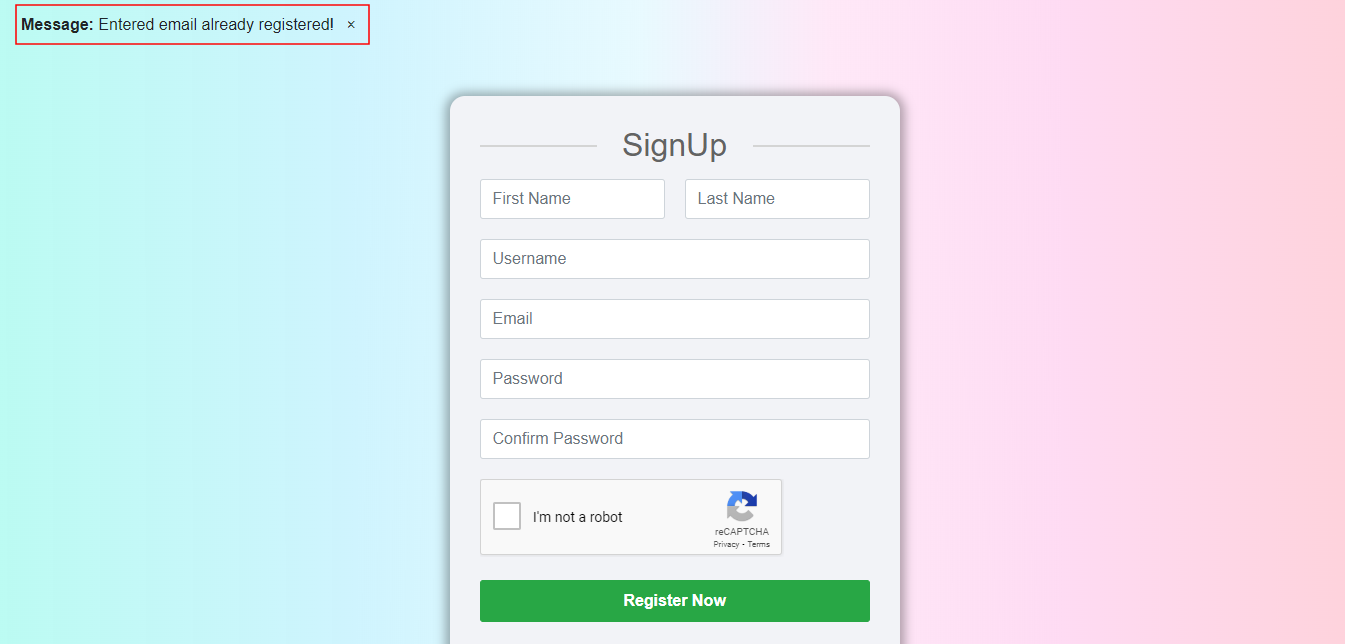 Message: Entered email already registered! ×
SignUp
First Name Last Name
Username
Email
Password
Confirm Password
I'm not a robot
reCAPTCHA
Privacy - Terms
Register Now